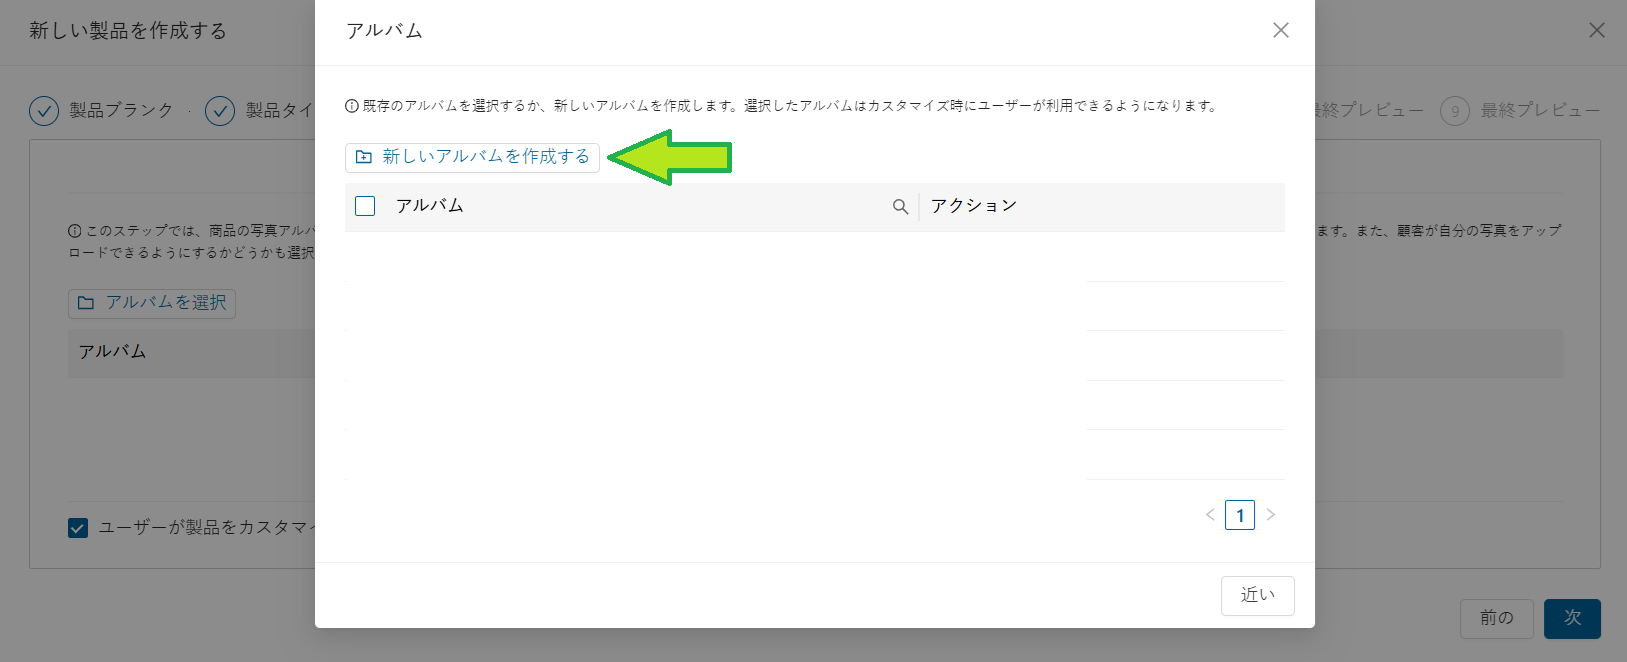 新しい製品を作成する
アルバム
製品ブランク
製品タイ
終プレビュー
9 最終プレビュー
既存のアルバムを選択するか、新しいアルバムを作成します。選択したアルバムはカスタマイズ時にユーザーが利用できるようになります。
新しいアルバムを作成する
アルバム
アクション
このステップでは、商品の写真アルバ
ます。また、顧客が自分の写真をアップ
ロードできるようにするかどうかも選択
アルバムを選択
アルバム
1
ユーザーが製品をカスタマイ
近い
前の
次